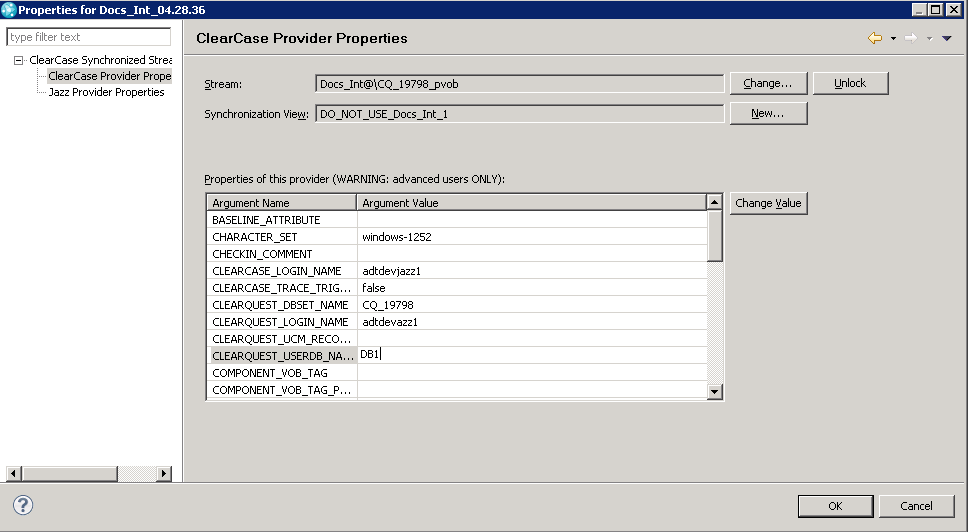 Properties for Docs_Int_04.28.36
type filter text
ClearCase Synchronized Strea
ClearCase Provider Prope
Jazz Provider Properties
ClearCase Provider Properties
Stream: Docs_Int@\CQ_19798_pvob Change... Unlock
Synchronization View: DO_NOT_USE_Docs_Int_1 New...
Properties of this provider (WARNING: advanced users ONLY):
Argument Name Argument Value Change Value
BASELINE_ATTRIBUTE
CHARACTER_SET windows-1252
CHECKIN_COMMENT
CLEARCASE_LOGIN_NAME adtdevjazz1
CLEARCASE_TRACE_TRIG... false
CLEARQUEST_DBSET_NAME CQ_19798
CLEARQUEST_LOGIN_NAME adtdevazz1
CLEARQUEST_UCM_RECO...
CLEARQUEST_USERDB_NA... DB1
COMPONENT_VOB_TAG
COMPONENT_VOB_TAG_P...
? OK Cancel